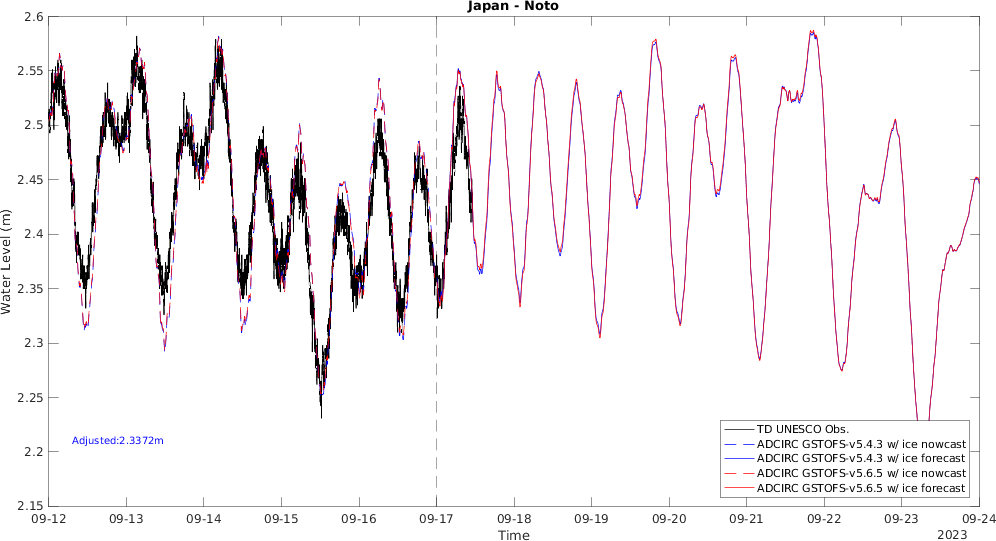 Japan - Noto
2.6
2.55
2.5
2.45
2.4
2.35
2.3
2.25
2.2
2.15
Water Level (m)
Adjusted:2.3372m
TD UNESCO Obs.
ADCIRC GSTOFS-v5.4.3 w/ ice nowcast
ADCIRC GSTOFS-v5.4.3 w/ ice forecast
ADCIRC GSTOFS-v5.6.5 w/ ice nowcast
ADCIRC GSTOFS-v5.6.5 w/ ice forecast
09-12 09-13 09-14 09-15 09-16 09-17 09-18 09-19 09-20 09-21 09-22 09-23 09-24
Time
2023